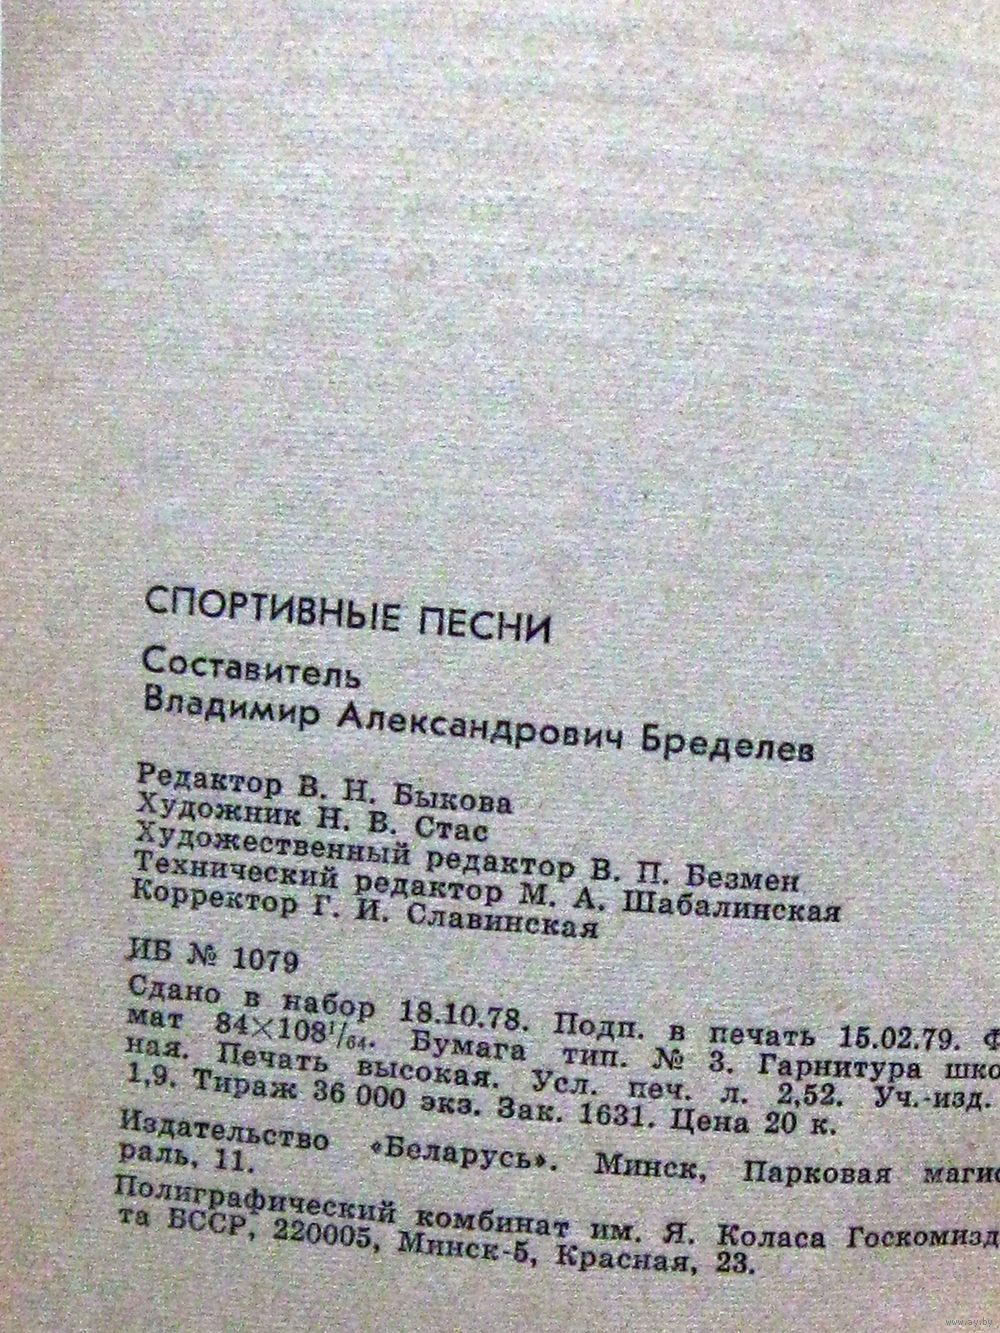 СПОРТИВНЫЕ ПЕСНИ
Составитель
Владимир Александрович Бределев
Редактор В. Н. Быкова
Художник Н. В. Стас
Художественный редактор В. П. Безмен
Технический редактор М. А. Шабалинская
Корректор Г. И. Славинская
ИБ № 1079
Сдано в набор 18.10.78. Подп. в печать 15.02.79. Ф
мат 84×108¹/₆₄. Бумага тип. № 3. Гарнитура шко
ная. Печать высокая. Усл. печ. л. 2,52. Уч.-изд.
1,9. Тираж 36 000 экз. Зак. 1631. Цена 20 к.
Издательство «Беларусь». Минск, Парковая магис
раль, 11.
Полиграфический комбинат им. Я. Коласа Госкомизд
та БССР, 220005, Минск-5, Красная, 23.
www.ay.by